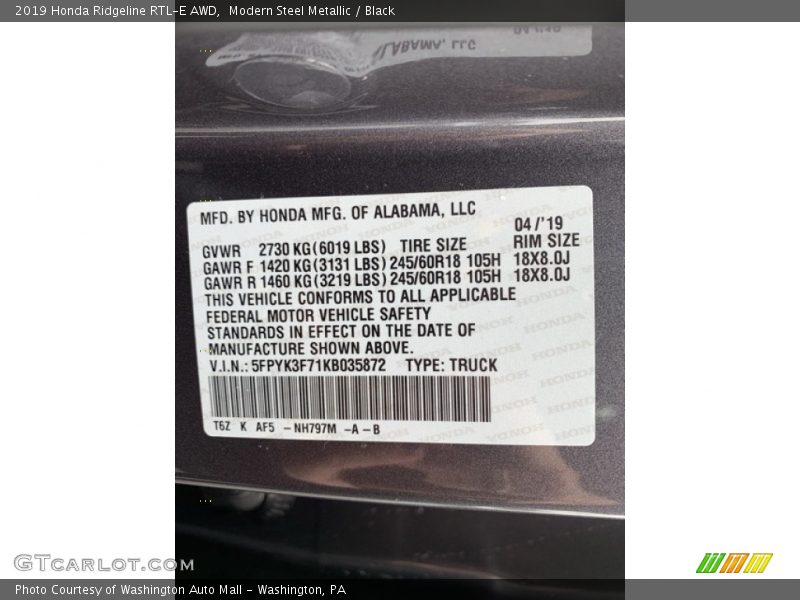 2019 Honda Ridgeline RTL-E AWD,  Modern Steel Metallic / Black
ALABAMA, LLC
04/'19
MFD. BY HONDA MFG. OF ALABAMA, LLC
04/'19
GVWR 2730 KG(6019 LBS) TIRE SIZE RIM SIZE
GAWR F 1420 KG(3131 LBS) 245/60R18 105H 18X8.0J
GAWR R 1460 KG(3219 LBS) 245/60R18 105H 18X8.0J
THIS VEHICLE CONFORMS TO ALL APPLICABLE
FEDERAL MOTOR VEHICLE SAFETY
STANDARDS IN EFFECT ON THE DATE OF
MANUFACTURE SHOWN ABOVE.
V.I.N.: 5FPYK3F71KB035872 TYPE: TRUCK
T6Z K AF5 - NH797M -A - B
GTCARLOT.COM
Photo Courtesy of Washington Auto Mall - Washington, PA